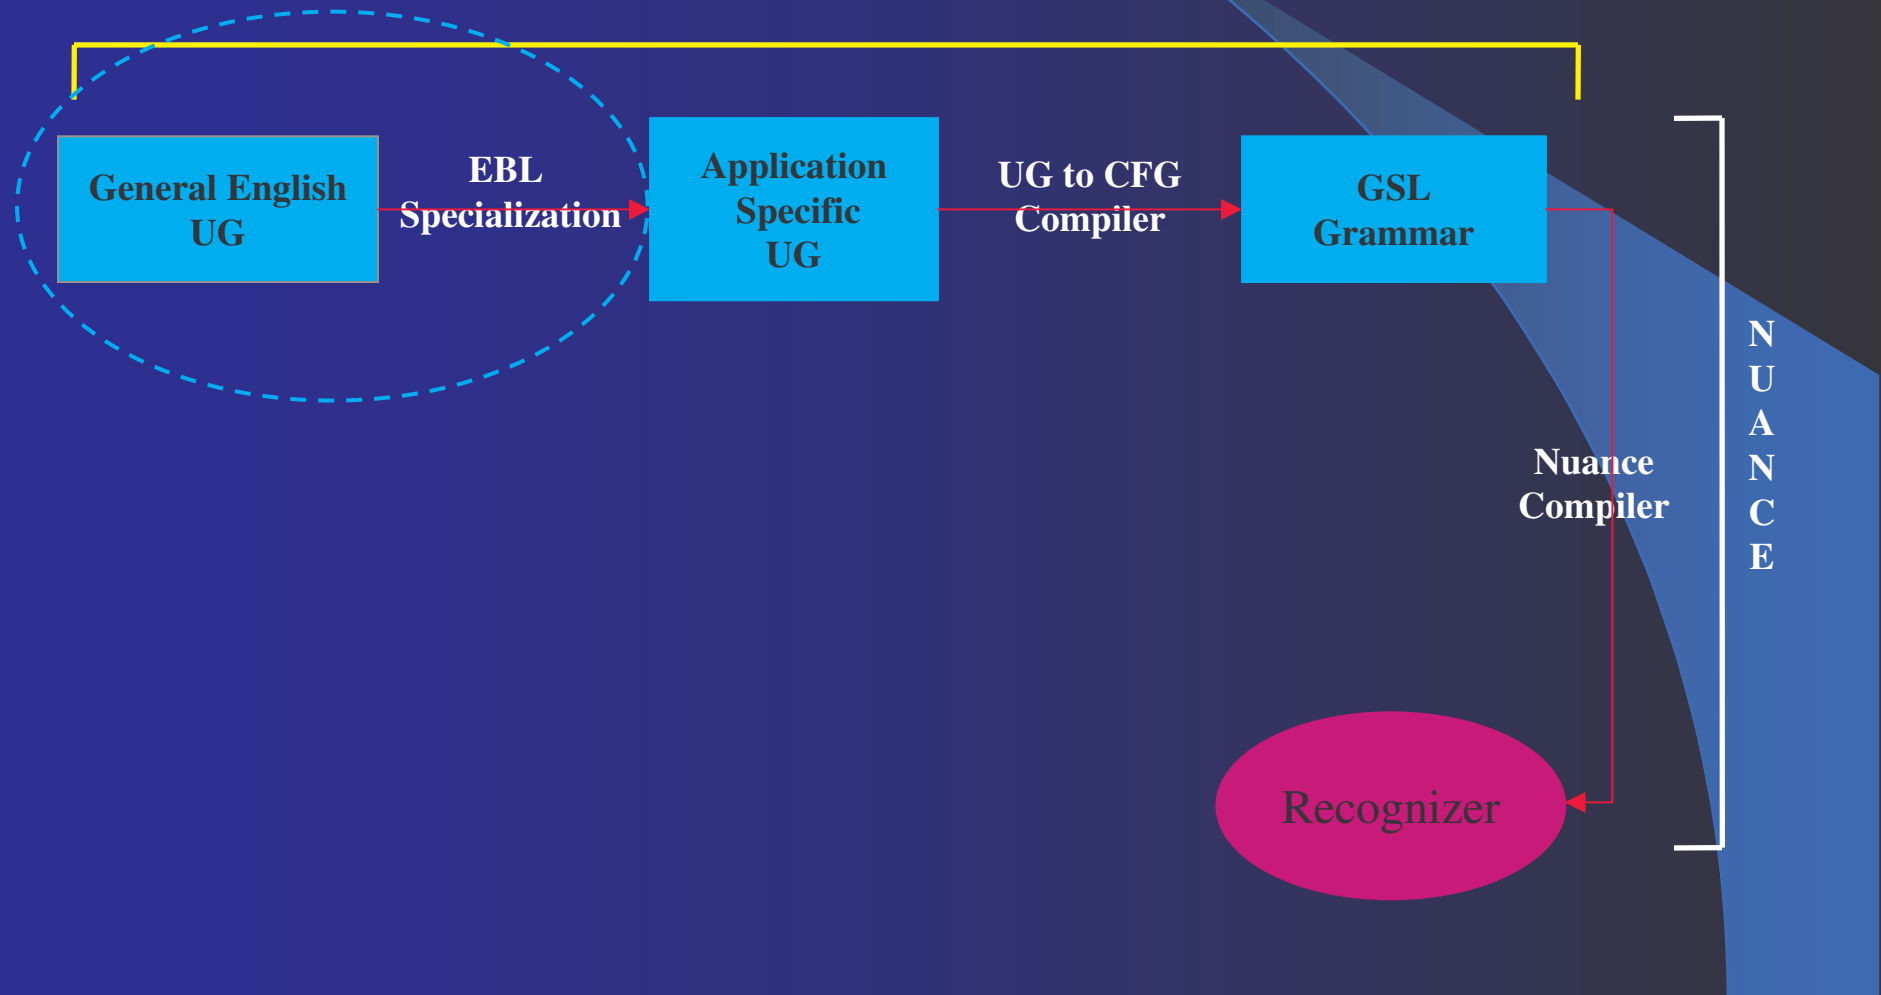 General English
UG
EBL
Specialization
Application
Specific
UG
UG to CFG
Compiler
GSL
Grammar
Nuance
Compiler
N
U
A
N
C
E
Recognizer